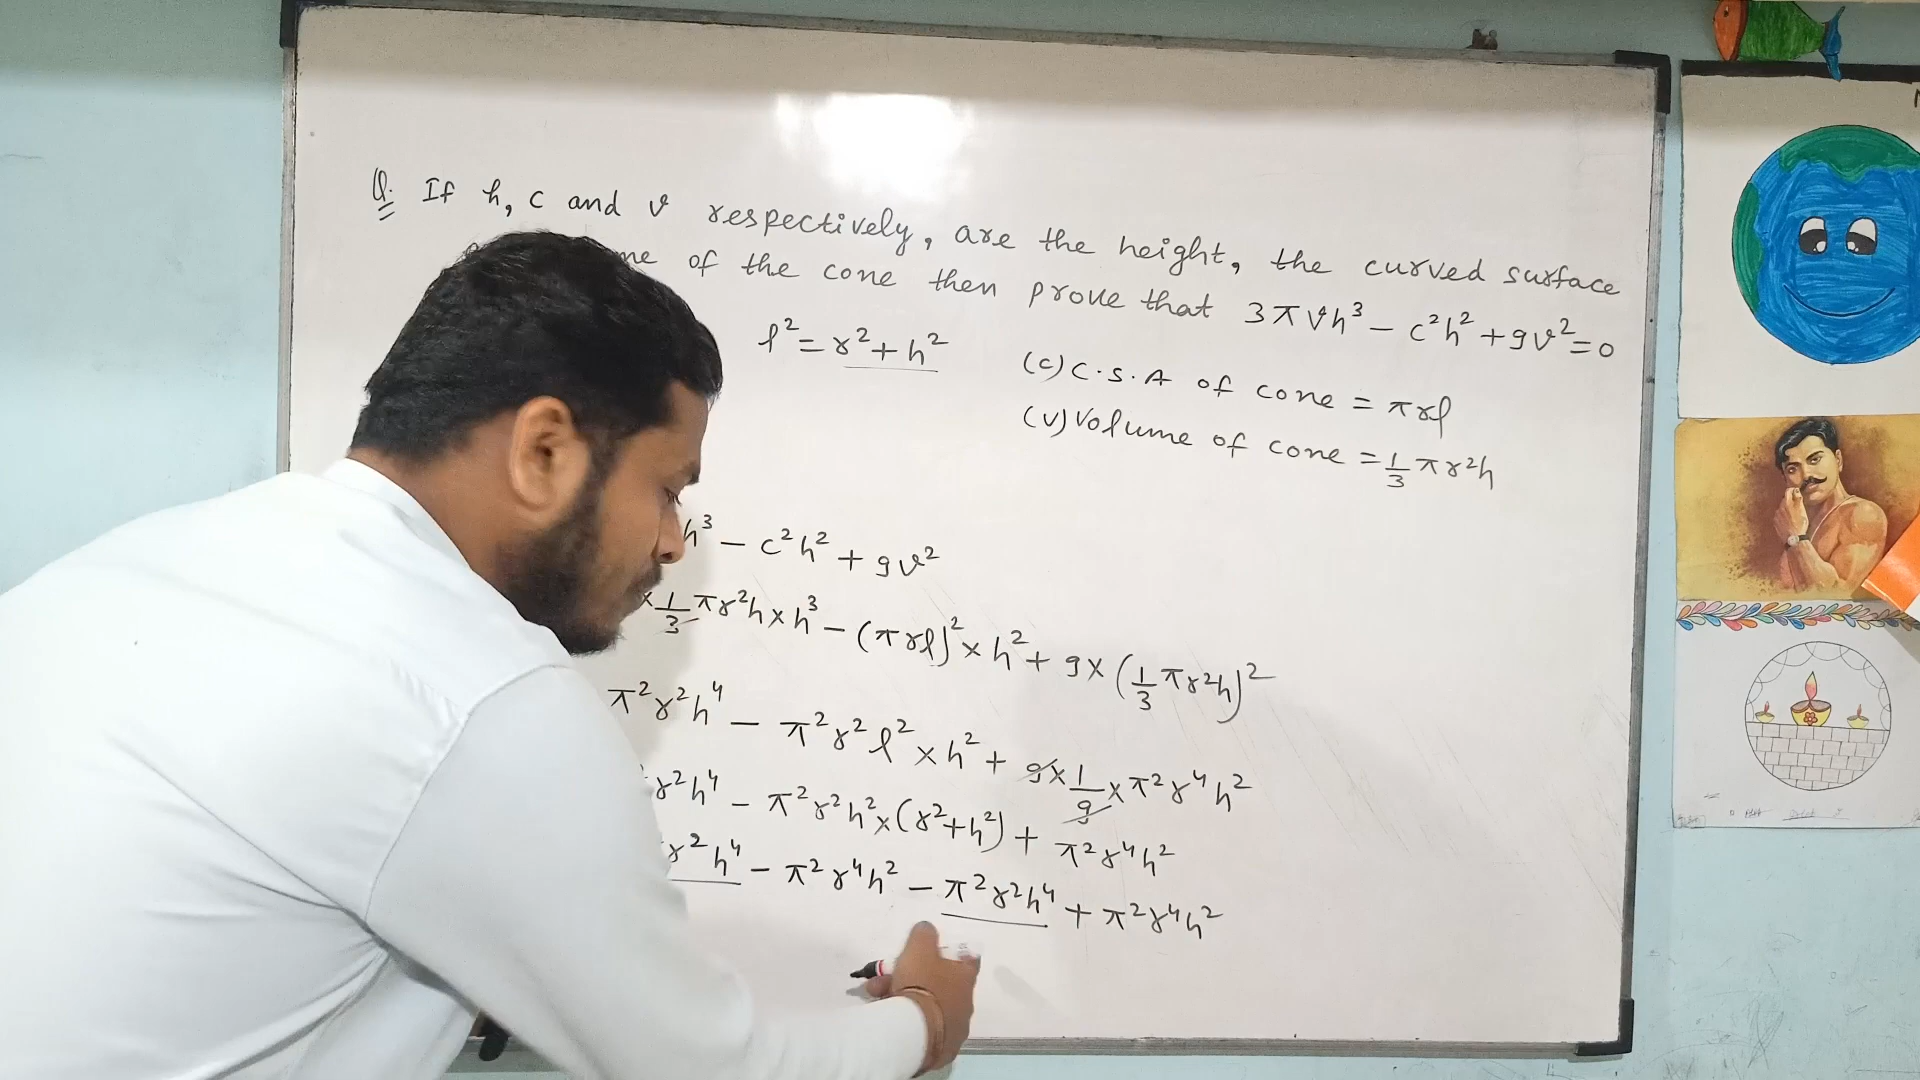 Q. If h, c and v respectively, are the height, the curved surface
of the cone then prove that 3πVh³ - c²h² + 9v² = 0
l² = r² + h²
(c) C.S.A of cone = πrl
(V) Volume of cone = 1/3 πr²h
h³ - c²h² + 9v²
x 1/3 πr²h x h³ - (πrl)² x h² + 9x (1/3 πr²h)²
π²r²h⁴ - π²r²l² x h² + 9 x 1/9 x π²r⁴h²
r²h⁴ - π²r²h² x (r² + h²) + π²r⁴h²
r²h⁴ - π²r⁴h² - π²r²h⁴ + π²r⁴h²